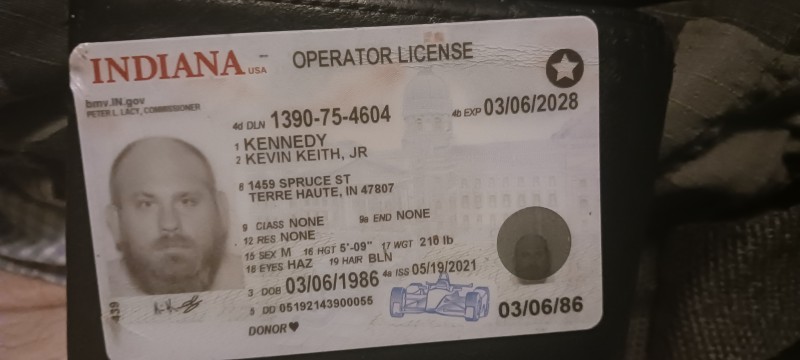 INDIANA USA
OPERATOR LICENSE
bmv.IN.gov
PETER L. LACY, COMMISSIONER
4d DLN 1390-75-4604
4b EXP 03/06/2028
1 KENNEDY
2 KEVIN KEITH, JR
8 1459 SPRUCE ST
TERRE HAUTE, IN 47807
9 CLASS NONE 9a END NONE
12 RES NONE
15 SEX M 16 HGT 5'-09" 17 WGT 210 lb
18 EYES HAZ 19 HAIR BLN
3 DOB 03/06/1986 4a ISS 05/19/2021
5 DD 05192143900055
DONOR
03/06/86